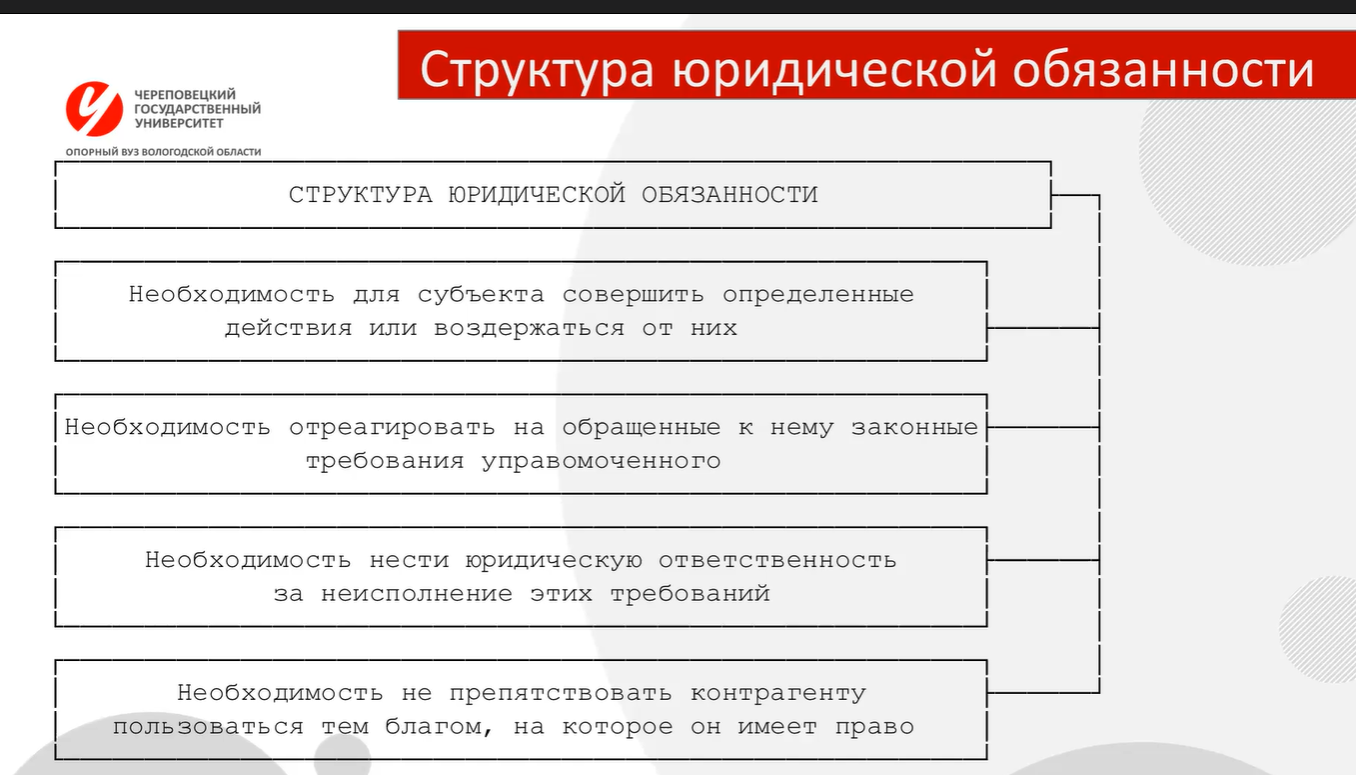 Структура юридической обязанности
ЧЕРЕПОВЕЦКИЙ
ГОСУДАРСТВЕННЫЙ
УНИВЕРСИТЕТ
ОПОРНЫЙ ВУЗ ВОЛОГОДСКОЙ ОБЛАСТИ
СТРУКТУРА ЮРИДИЧЕСКОЙ ОБЯЗАННОСТИ
Необходимость для субъекта совершить определенные
действия или воздержаться от них
Необходимость отреагировать на обращенные к нему законные
требования управомоченного
Необходимость нести юридическую ответственность
за неисполнение этих требований
Необходимость не препятствовать контрагенту
пользоваться тем благом, на которое он имеет право